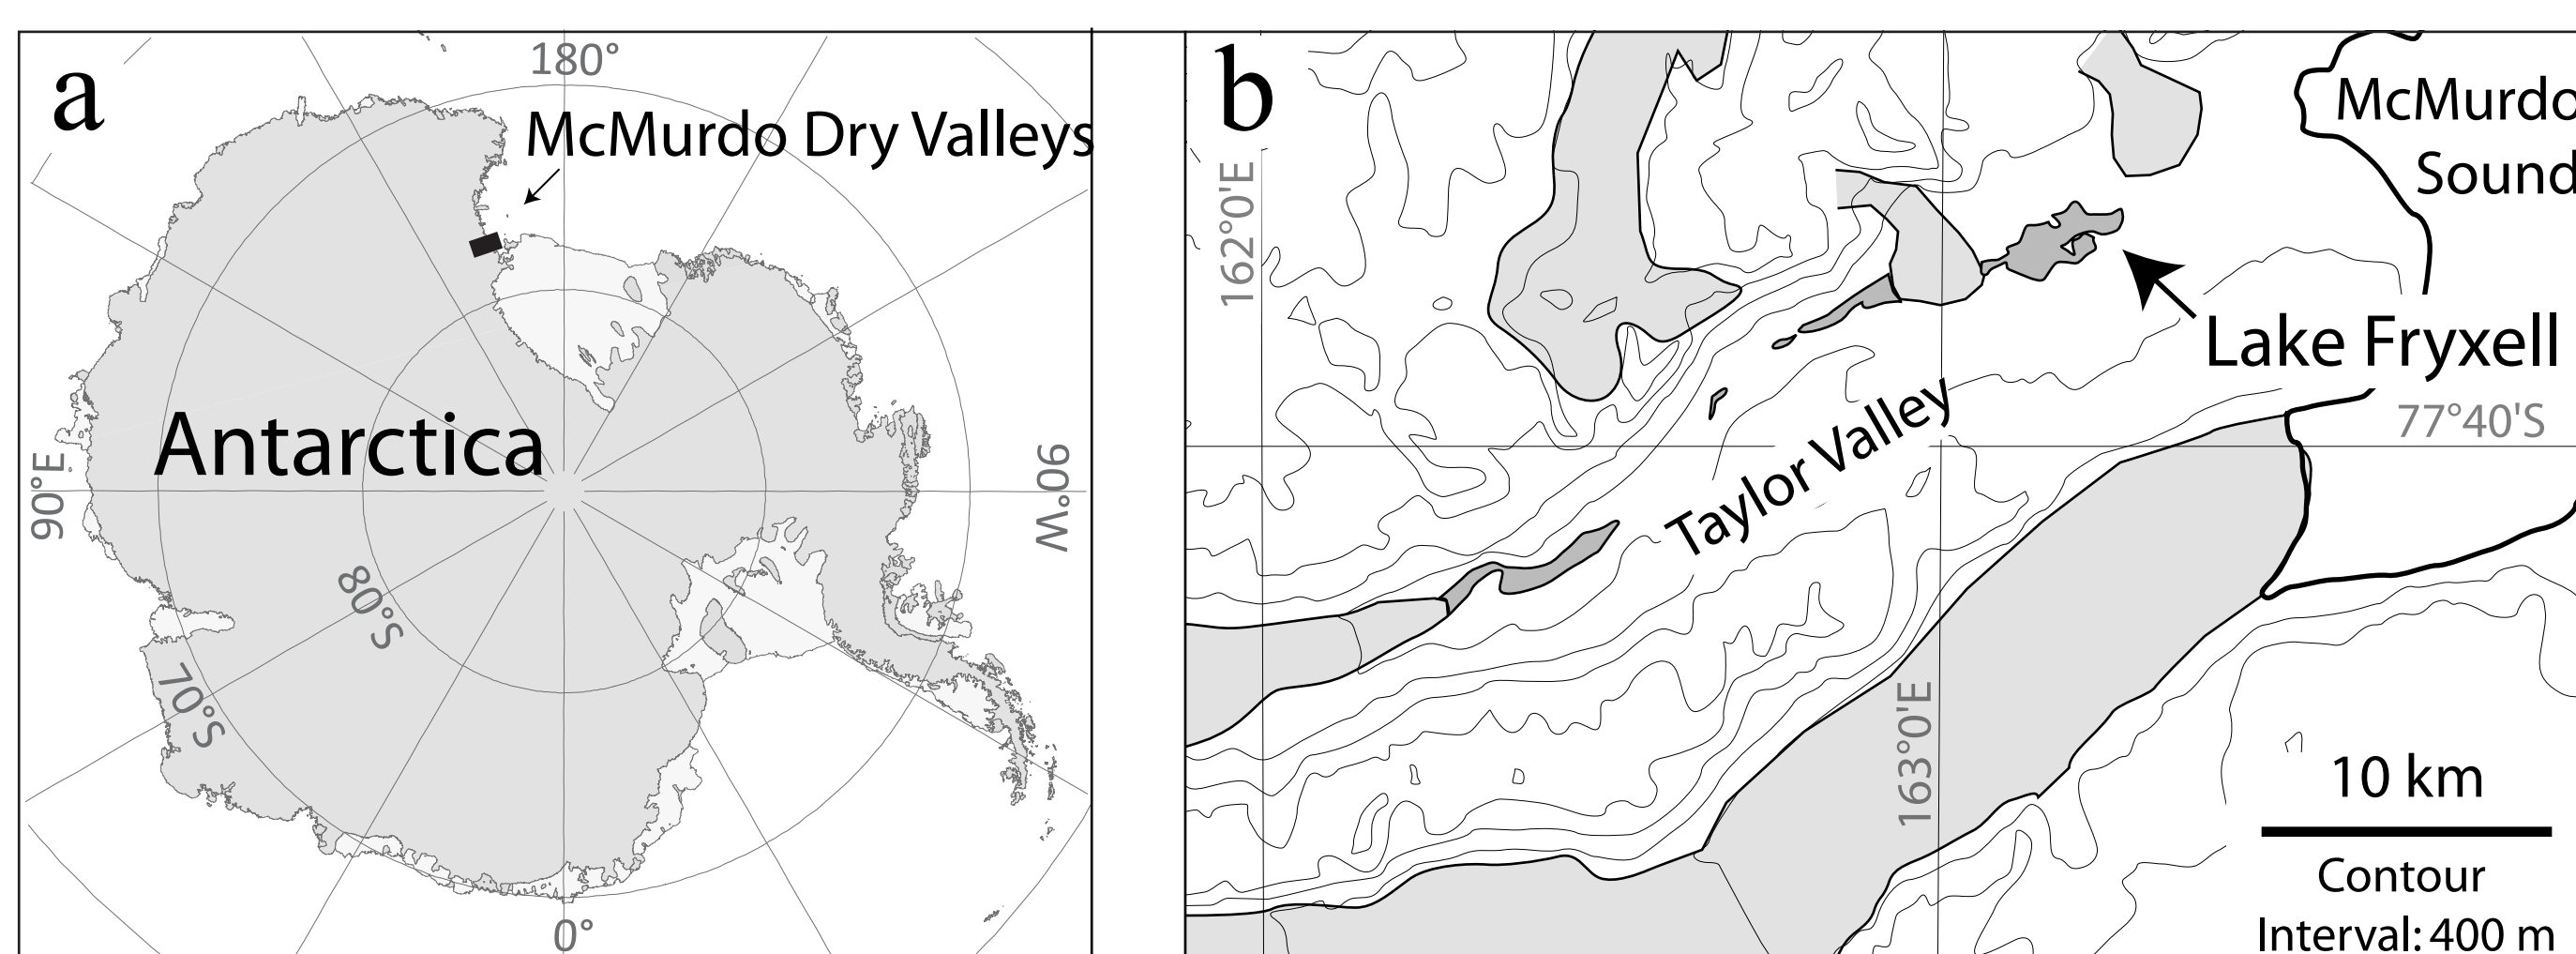 a
180°
McMurdo Dry Valleys
Antarctica
90°E
90°W
80°S
70°S
0°
b
McMurdo
Sound
162°0'E
Lake Fryxell
77°40'S
Taylor Valley
163°0'E
10 km
Contour
Interval: 400 m